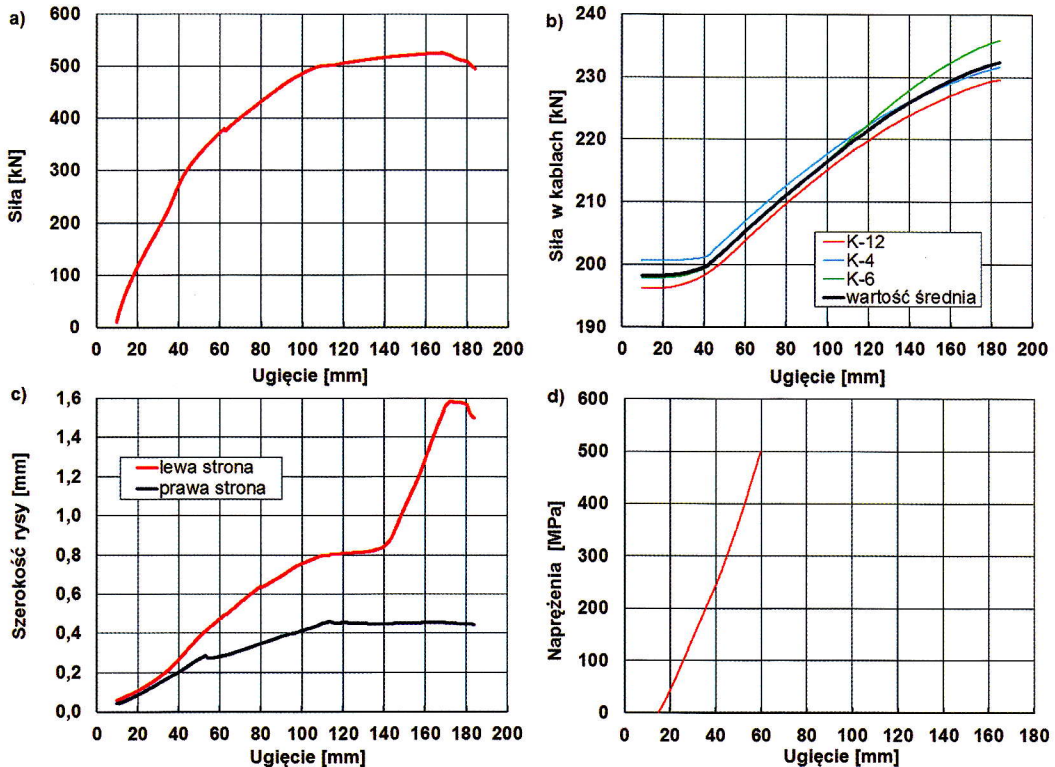 a)
600
500
400
300
200
100
0
Siła [kN]
0 20 40 60 80 100 120 140 160 180 200
Ugięcie [mm]
b)
240
230
220
210
200
190
Siła w kablach [kN]
K-12
K-4
K-6
wartość średnia
0 20 40 60 80 100 120 140 160 180 200
Ugięcie [mm]
c)
1,6
1,4
1,2
1,0
0,8
0,6
0,4
0,2
0,0
Szerokość rysy [mm]
lewa strona
prawa strona
0 20 40 60 80 100 120 140 160 180 200
Ugięcie [mm]
d)
600
500
400
300
200
100
0
Naprężenia [MPa]
0 20 40 60 80 100 120 140 160 180
Ugięcie [mm]